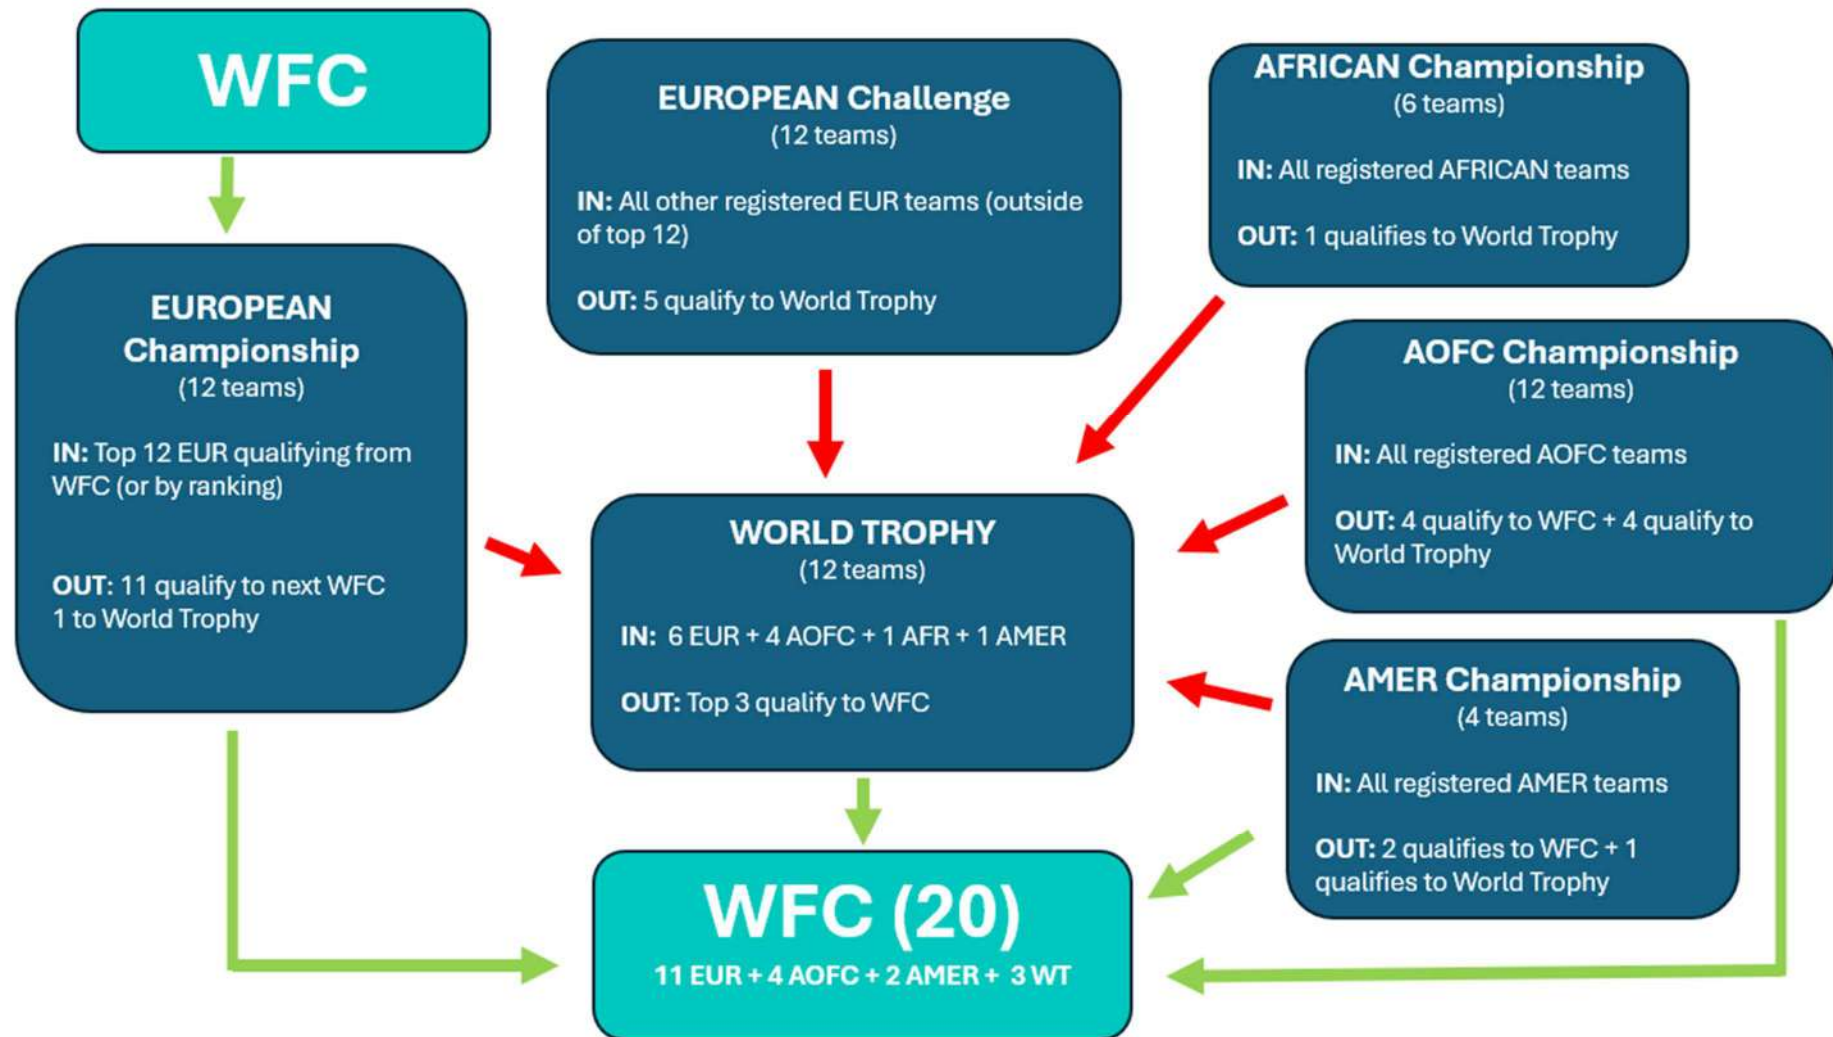 WFC
EUROPEAN
Championship
(12 teams)
IN: Top 12 EUR qualifying from
WFC (or by ranking)
OUT: 11 qualify to next WFC
1 to World Trophy
EUROPEAN Challenge
(12 teams)
IN: All other registered EUR teams (outside
of top 12)
OUT: 5 qualify to World Trophy
AFRICAN Championship
(6 teams)
IN: All registered AFRICAN teams
OUT: 1 qualifies to World Trophy
AOFC Championship
(12 teams)
IN: All registered AOFC teams
OUT: 4 qualify to WFC + 4 qualify to
World Trophy
WORLD TROPHY
(12 teams)
IN: 6 EUR + 4 AOFC + 1 AFR + 1 AMER
OUT: Top 3 qualify to WFC
AMER Championship
(4 teams)
IN: All registered AMER teams
OUT: 2 qualifies to WFC + 1
qualifies to World Trophy
WFC (20)
11 EUR + 4 AOFC + 2 AMER + 3 WT